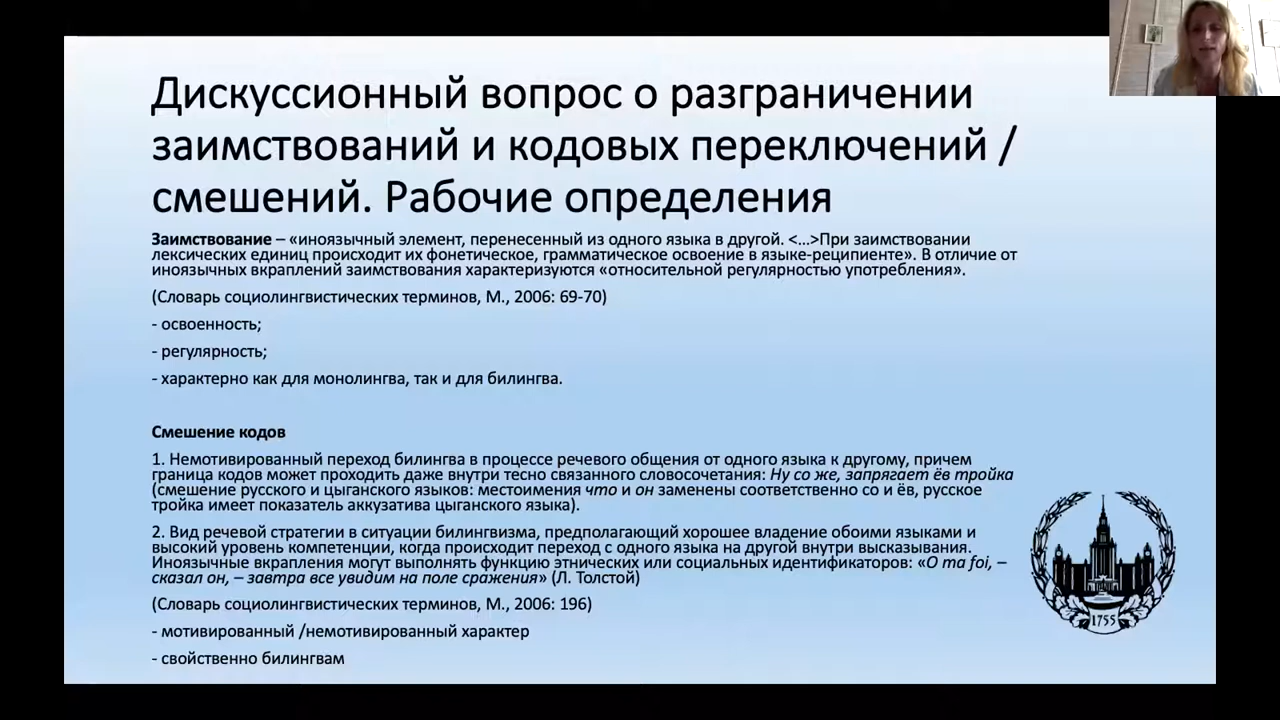 Дискуссионный вопрос о разграничении
заимствований и кодовых переключений /
смешений. Рабочие определения
Заимствование – «иноязычный элемент, перенесенный из одного языка в другой. <...>При заимствовании
лексических единиц происходит их фонетическое, грамматическое освоение в языке-реципиенте». В отличие от
иноязычных вкраплений заимствования характеризуются «относительной регулярностью употребления».
(Словарь социолингвистических терминов, М., 2006: 69-70)
- освоенность;
- регулярность;
- характерно как для монолингва, так и для билингва.
Смешение кодов
1. Немотивированный переход билингва в процессе речевого общения от одного языка к другому, причем
граница кодов может проходить даже внутри тесно связанного словосочетания: Ну со же, запрягает ёв тройка
(смешение русского и цыганского языков: местоимения что и он заменены соответственно со и ёв, русское
тройка имеет показатель аккузатива цыганского языка).
2. Вид речевой стратегии в ситуации билингвизма, предполагающий хорошее владение обоими языками и
высокий уровень компетенции, когда происходит переход с одного языка на другой внутри высказывания.
Иноязычные вкрапления могут выполнять функцию этнических или социальных идентификаторов: «O ma foi, –
сказал он, – завтра все увидим на поле сражения» (Л. Толстой)
(Словарь социолингвистических терминов, М., 2006: 196)
- мотивированный /немотивированный характер
- свойственно билингвам
1755